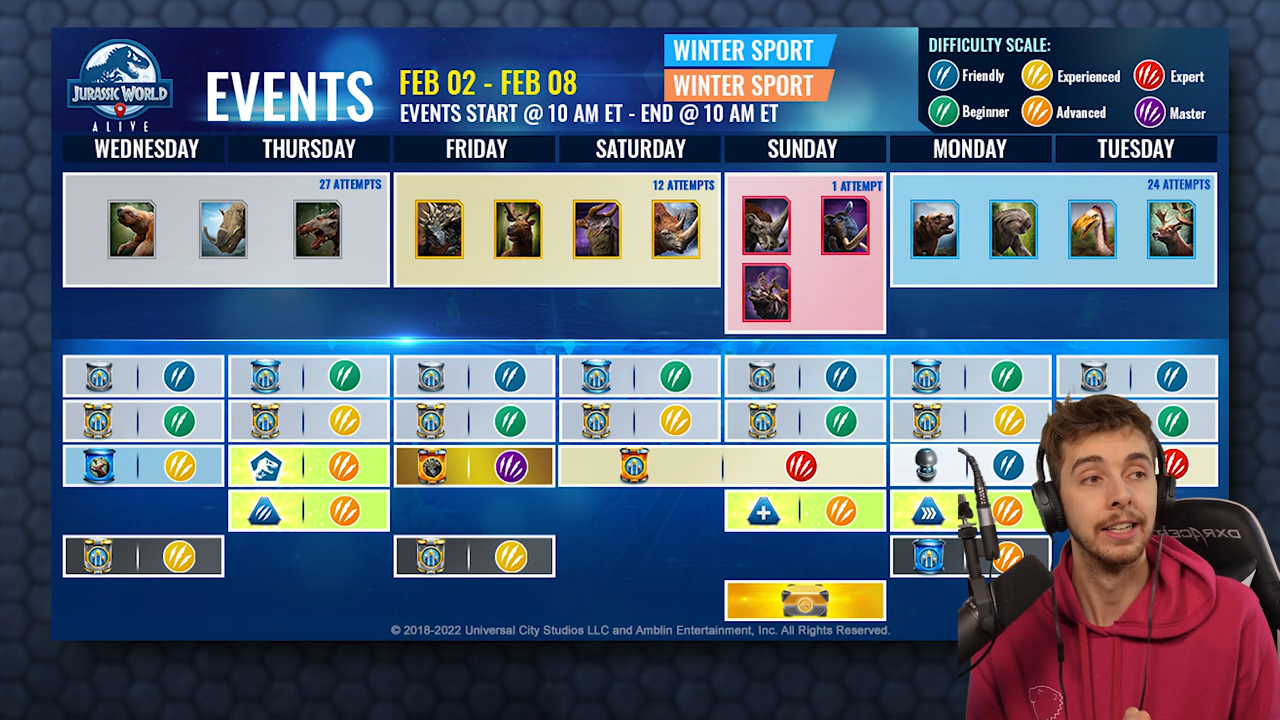 JURASSIC WORLD
ALIVE
EVENTS
FEB 02 - FEB 08
EVENTS START @ 10 AM ET - END @ 10 AM ET
WINTER SPORT
WINTER SPORT
DIFFICULTY SCALE:
Friendly
Experienced
Expert
Beginner
Advanced
Master
WEDNESDAY
THURSDAY
FRIDAY
SATURDAY
SUNDAY
MONDAY
TUESDAY
27 ATTEMPTS
12 ATTEMPTS
1 ATTEMPT
24 ATTEMPTS
© 2018-2022 Universal City Studios LLC and Amblin Entertainment, Inc. All Rights Reserved.